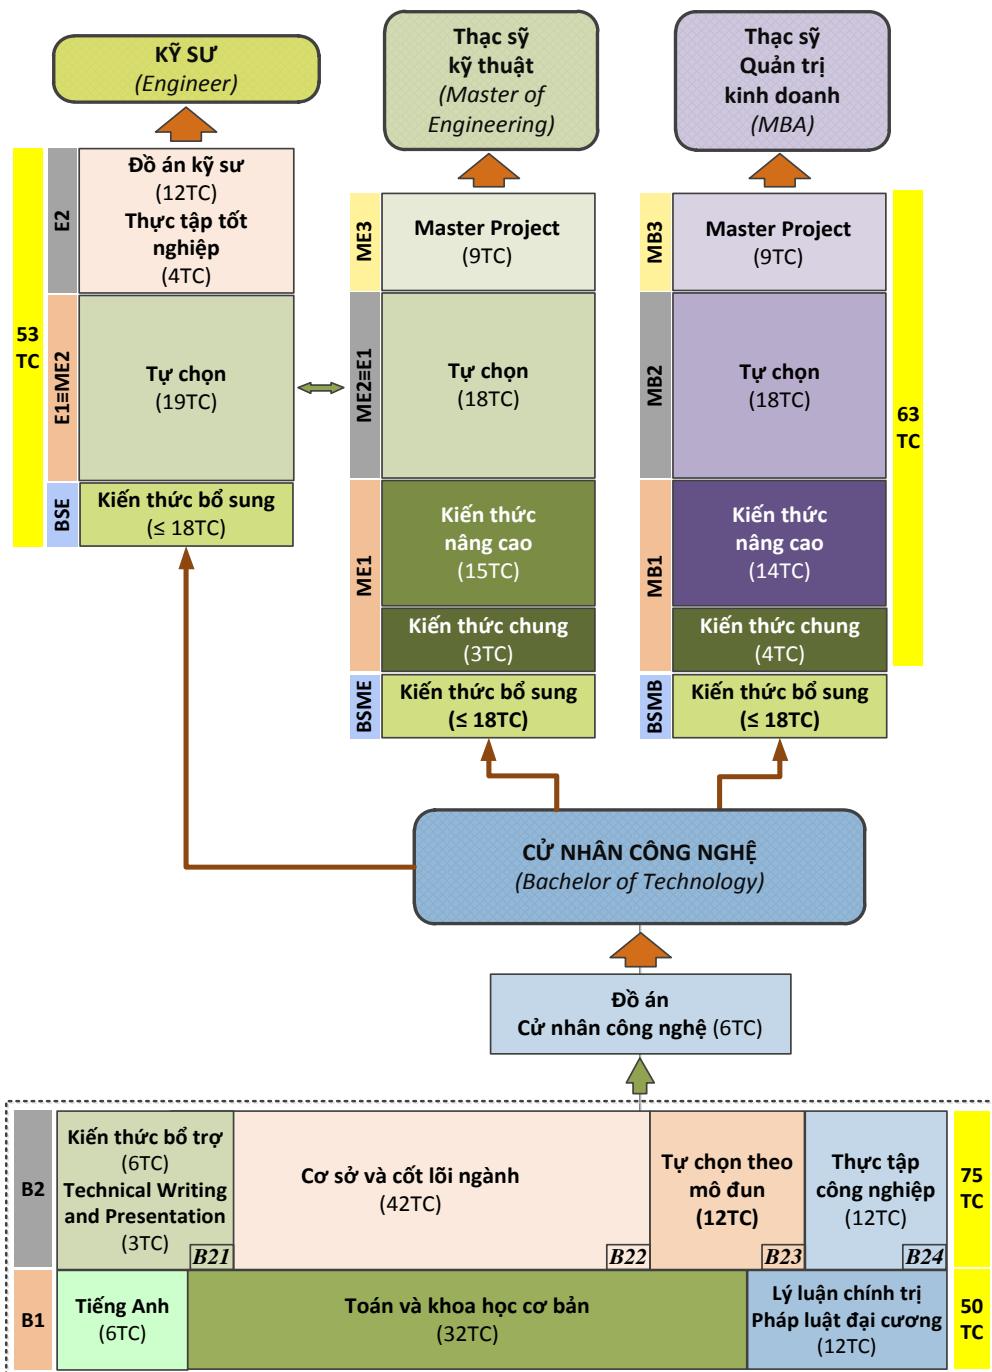 KỸ SƯ
(Engineer)
Thạc sỹ
kỹ thuật
(Master of
Engineering)
Thạc sỹ
Quản trị
kinh doanh
(MBA)
53
TC
E2
Đồ án kỹ sư
(12TC)
Thực tập tốt
nghiệp
(4TC)
E1≡ME2
Tự chọn
(19TC)
BSE
Kiến thức bổ sung
(≤ 18TC)
ME3
Master Project
(9TC)
ME2≡E1
Tự chọn
(18TC)
ME1
Kiến thức
nâng cao
(15TC)
Kiến thức chung
(3TC)
BSME
Kiến thức bổ sung
(≤ 18TC)
MB3
Master Project
(9TC)
MB2
Tự chọn
(18TC)
MB1
Kiến thức
nâng cao
(14TC)
Kiến thức chung
(4TC)
BSMB
Kiến thức bổ sung
(≤ 18TC)
63
TC
CỬ NHÂN CÔNG NGHỆ
(Bachelor of Technology)
Đồ án
Cử nhân công nghệ (6TC)
B2
Kiến thức bổ trợ
(6TC)
Technical Writing
and Presentation
(3TC)
B21
Cơ sở và cốt lõi ngành
(42TC)
B22
Tự chọn theo
mô đun
(12TC)
B23
Thực tập
công nghiệp
(12TC)
B24
75
TC
B1
Tiếng Anh
(6TC)
Toán và khoa học cơ bản
(32TC)
Lý luận chính trị
Pháp luật đại cương
(12TC)
50
TC